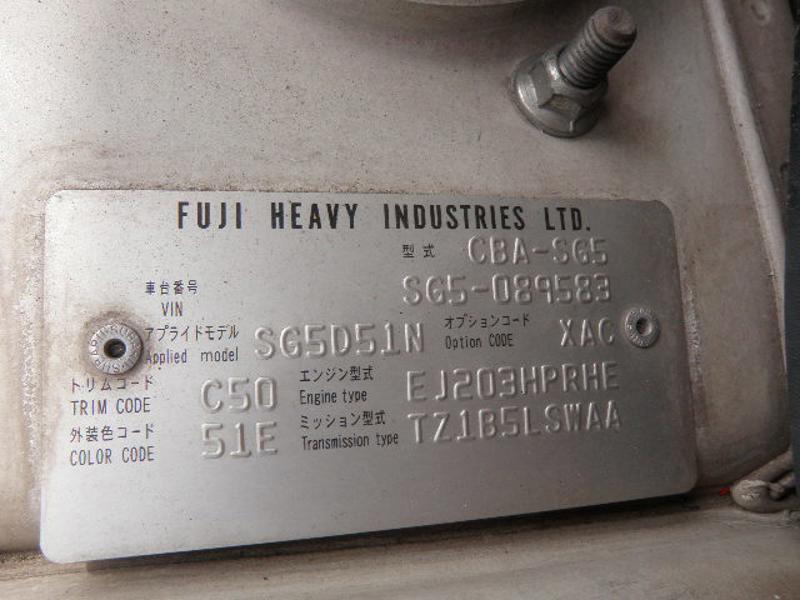 FUJI HEAVY INDUSTRIES LTD.
型式 CBA-SG5
車台番号 SG5-089583
VIN
アプライドモデル SG5D51N オプションコード XAC
Applied model Option CODE
トリムコード C50 エンジン型式 EJ203HPRHE
TRIM CODE Engine type
外装色コード 51E ミッション型式 TZ1B5LSWAA
COLOR CODE Transmission type